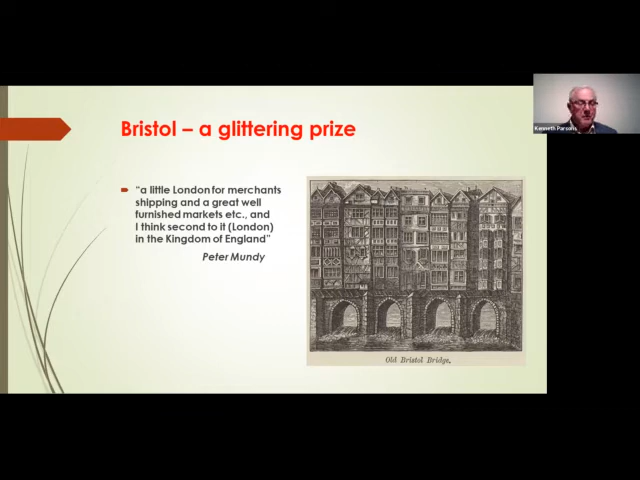 Bristol – a glittering prize
Kenneth Parsons
"a little London for merchants
shipping and a great well
furnished markets etc., and
I think second to it (London)
in the Kingdom of England"
Peter Mundy
Old Bristol Bridge.